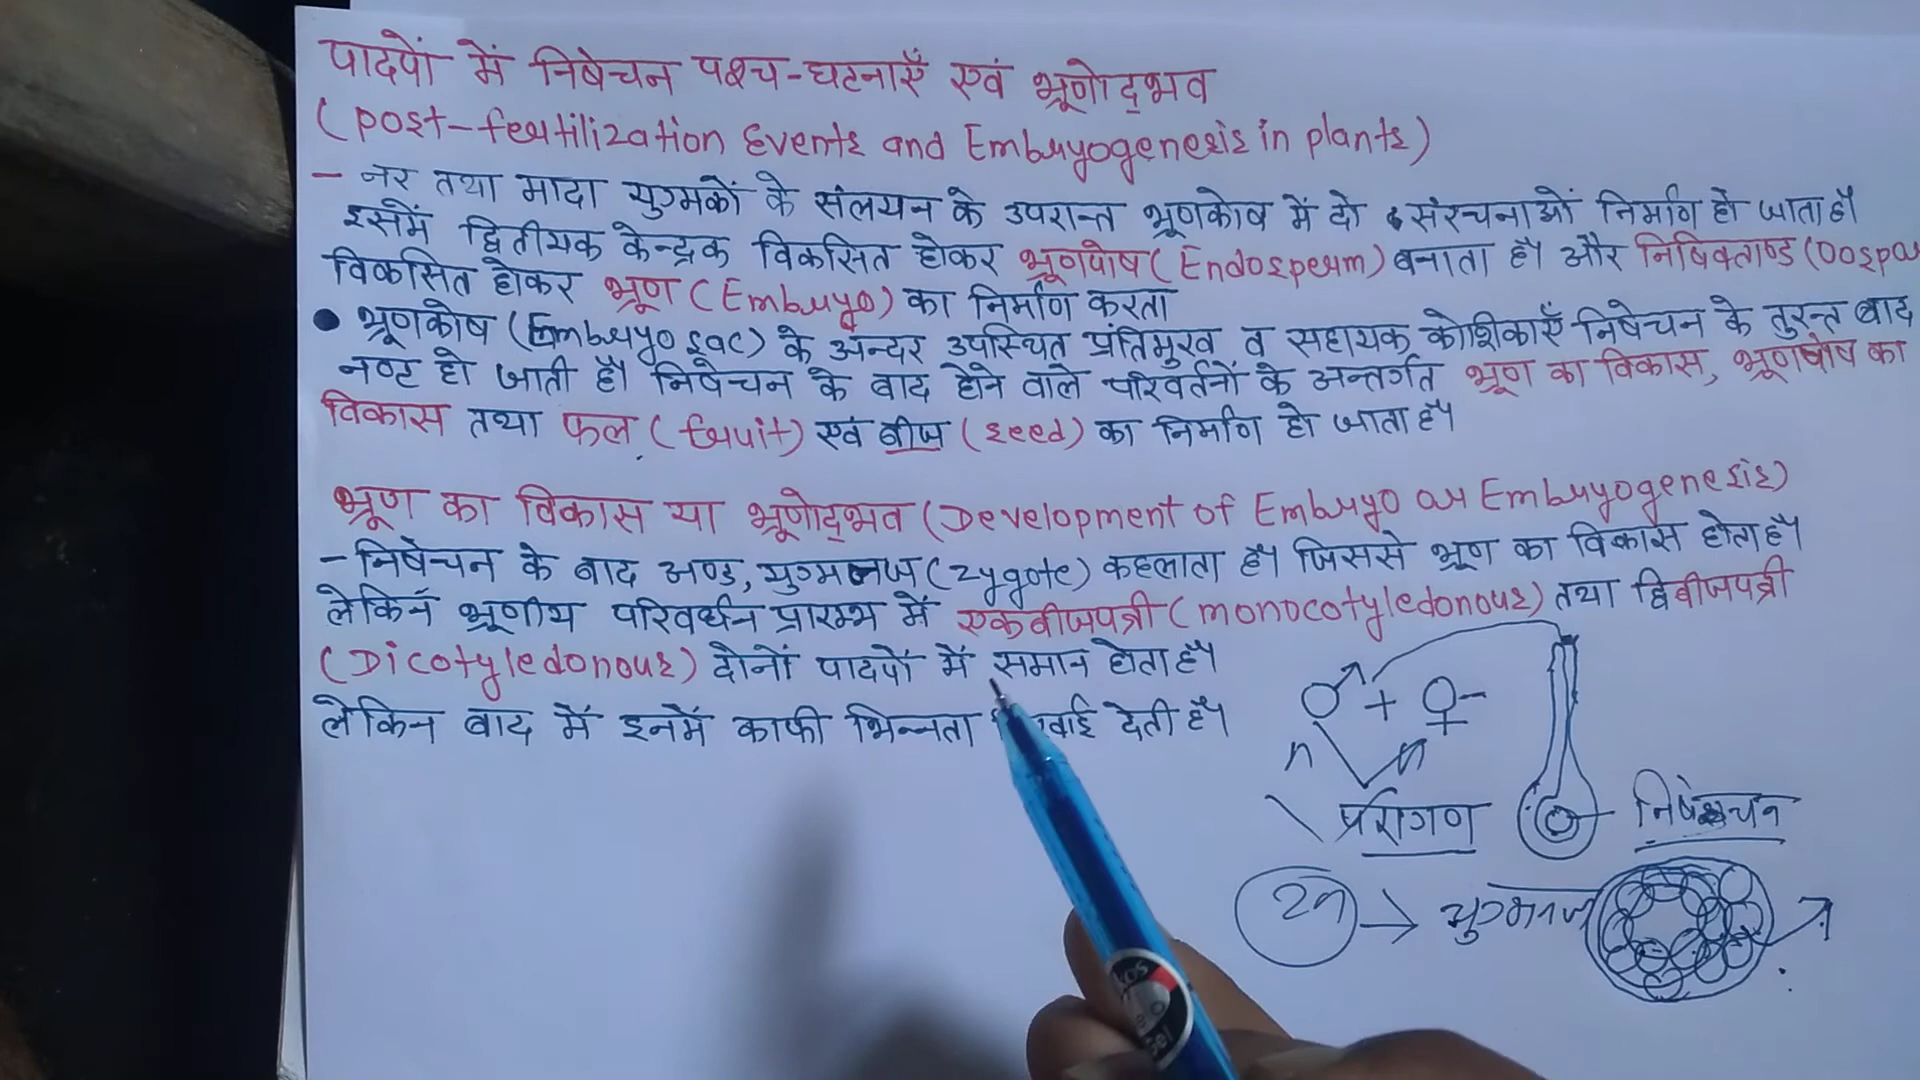 पादपों में निषेचन पश्च-घटनाएँ एवं भ्रूणोद्भव
(post-fertilization Events and Embryogenesis in plants)
- नर तथा मादा युग्मकों के संलयन के उपरान्त भ्रूणकोष में दो संरचनाओं निर्माण हो जाता है।
इसमें द्वितीयक केन्द्रक विकसित होकर भ्रूणपोष (Endosperm) बनाता है। और निषिक्ताण्ड (Oospo
विकसित होकर भ्रूण (Embryo) का निर्माण करता
● भ्रूणकोष (Embryo sac) के अन्दर उपस्थित प्रतिमुख व सहायक कोशिकाएँ निषेचन के तुरन्त बाद
नष्ट हो जाती है। निषेचन के बाद होने वाले परिवर्तनों के अन्तर्गत भ्रूण का विकास, भ्रूणपोष का
विकास तथा फल (fruit) एवं बीज (seed) का निर्माण हो जाता है।
भ्रूण का विकास या भ्रूणोद्भव (Development of Embryo or Embryogenesis)
- निषेचन के बाद अण्ड, युग्मनज (zygote) कहलाता है। जिससे भ्रूण का विकास होता है।
लेकिन भ्रूणीय परिवर्धन प्रारम्भ में एकबीजपत्री (monocotyledonous) तथा द्विबीजपत्री
(Dicotyledonous) दोनों पादपों में समान होता है।
लेकिन बाद में इनमें काफी भिन्नता देती है।
♂ + ♀
n n
परागण निषेचन
2n → युग्मनज